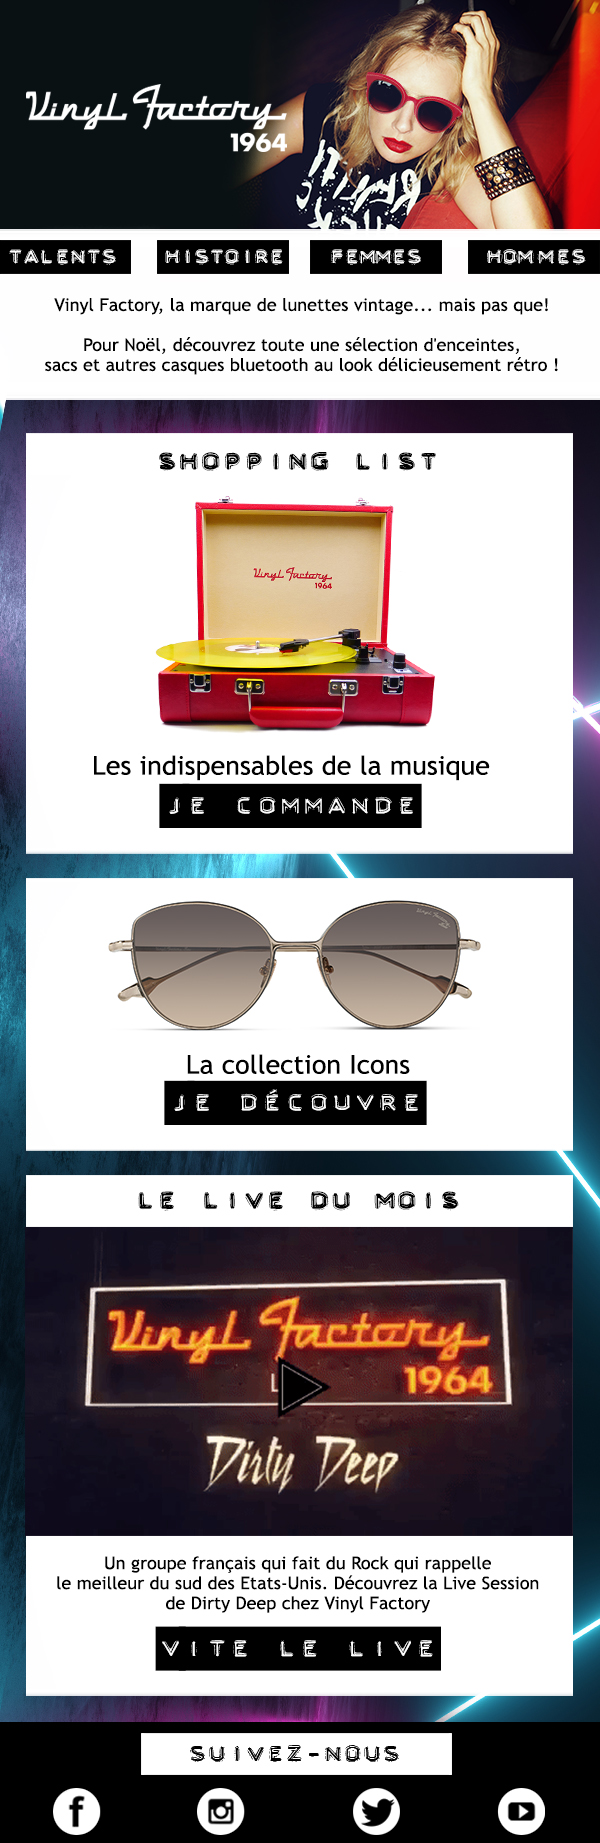 Vinyl Factory
1964
TALENTS
HISTOIRE
FEMMES
HOMMES
Vinyl Factory, la marque de lunettes vintage... mais pas que!
Pour Noël, découvrez toute une sélection d'enceintes,
sacs et autres casques bluetooth au look délicieusement rétro !
SHOPPING LIST
Vinyl Factory
1964
Les indispensables de la musique
JE COMMANDE
Vinyl Factory
La collection Icons
JE DÉCOUVRE
LE LIVE DU MOIS
Vinyl Factory
1964
Dirty Deep
Un groupe français qui fait du Rock qui rappelle
le meilleur du sud des Etats-Unis. Découvrez la Live Session
de Dirty Deep chez Vinyl Factory
VITE LE LIVE
SUIVEZ-NOUS